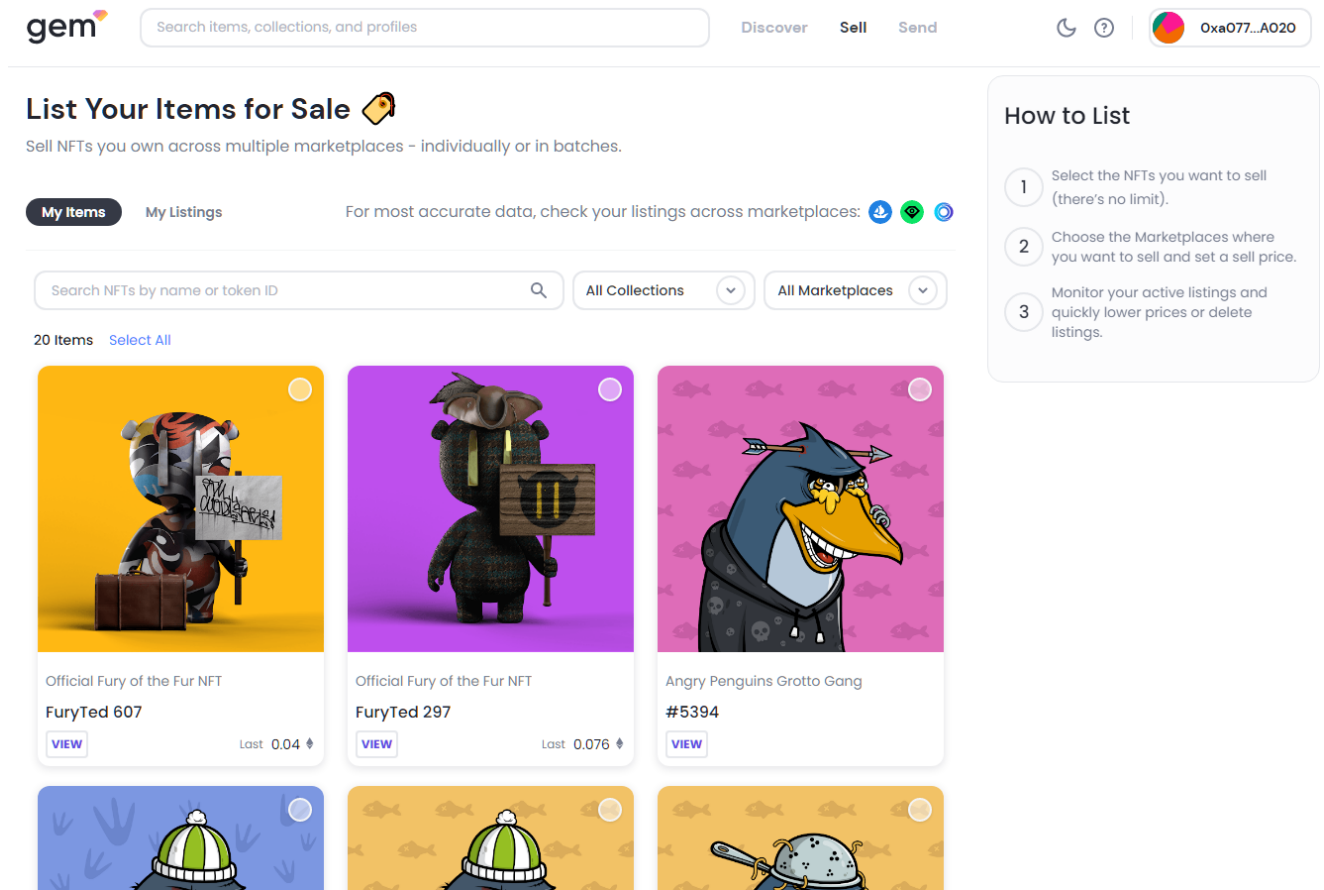 gem
Search items, collections, and profiles
Discover
Sell
Send
0xa077...A020
List Your Items for Sale
Sell NFTs you own across multiple marketplaces - individually or in batches.
My Items
My Listings
For most accurate data, check your listings across marketplaces:
Search NFTs by name or token ID
All Collections
All Marketplaces
20 Items
Select All
Official Fury of the Fur NFT
FuryTed 607
VIEW
Last 0.04
Official Fury of the Fur NFT
FuryTed 297
VIEW
Last 0.076
Angry Penguins Grotto Gang
#5394
VIEW
How to List
1
Select the NFTs you want to sell
(there's no limit).
2
Choose the Marketplaces where
you want to sell and set a sell price.
3
Monitor your active listings and
quickly lower prices or delete
listings.